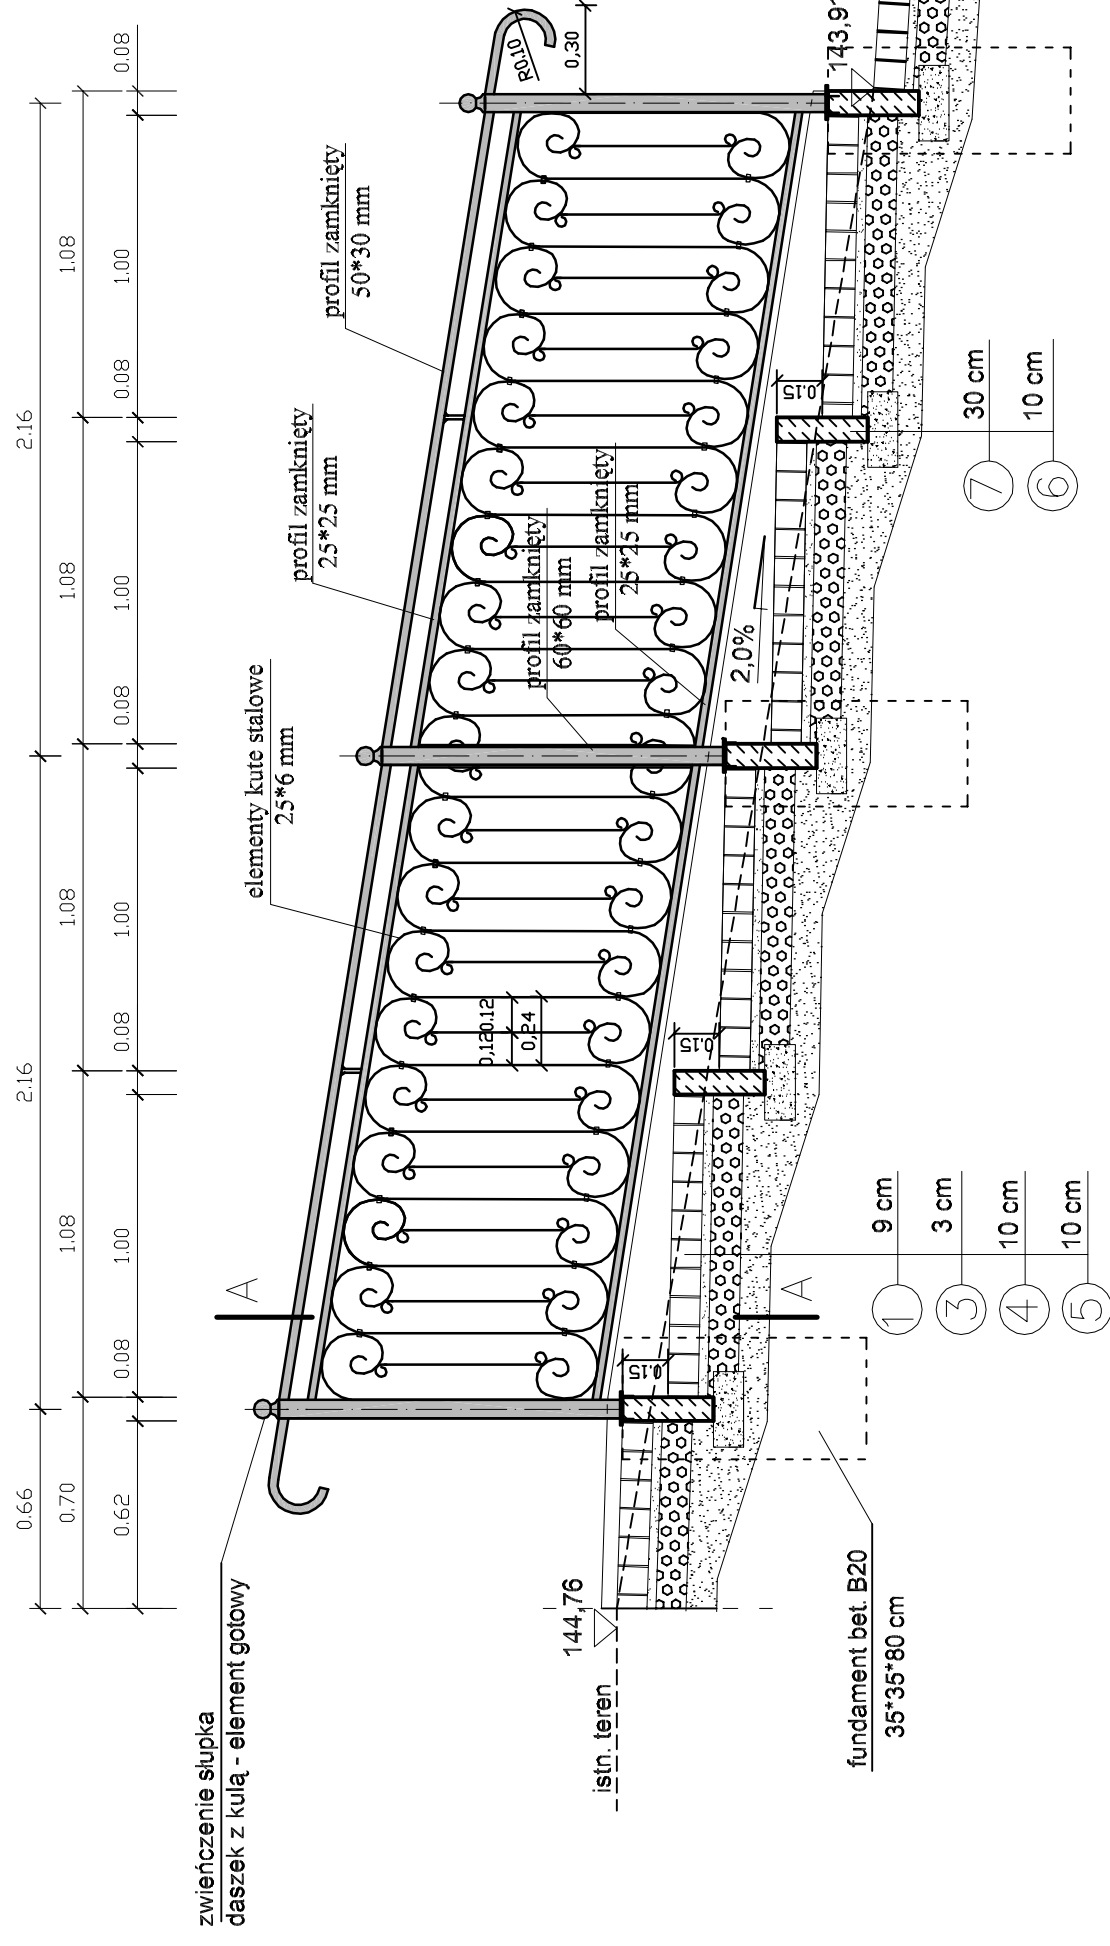 0.66
2.16
2.16
0.70
1.08
1.08
1.08
1.08
0.62
0.08
1.00
0.08
1.00
0.08
1.00
0.08
1.00
0.08
zwieńczenie słupka
daszek z kulą - element gotowy
elementy kute stalowe
25*6 mm
profil zamknięty
25*25 mm
profil zamknięty
50*30 mm
R0.10
0,30
A
0,12
0.12
0,24
profil zamknięty
60*60 mm
profil zamknięty
25*25 mm
144,76
istn. teren
0.15
0.15
0.15
2,0%
143,91
A
fundament bet. B20
35*35*80 cm
1 9 cm
3 3 cm
4 10 cm
5 10 cm
7 30 cm
6 10 cm